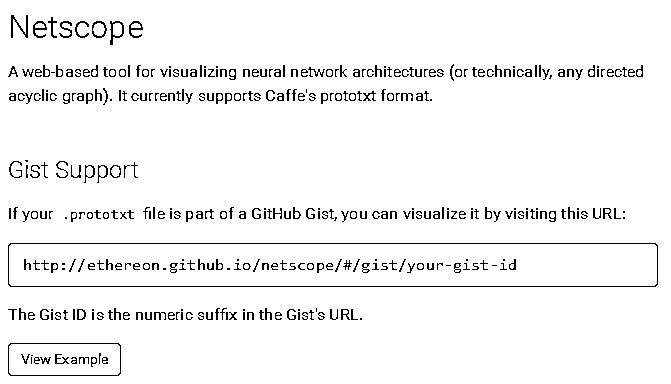 Netscope
A web-based tool for visualizing neural network architectures (or technically, any directed
acyclic graph). It currently supports Caffe's prototxt format.
Gist Support
If your .prototxt file is part of a GitHub Gist, you can visualize it by visiting this URL:
http://ethereon.github.io/netscope/#/gist/your-gist-id
The Gist ID is the numeric suffix in the Gist's URL.
View Example